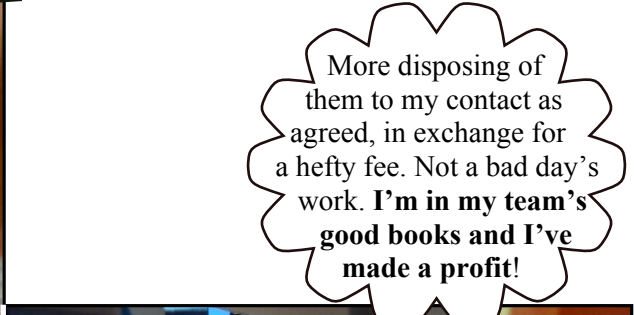 More disposing of
them to my contact as
agreed, in exchange for
a hefty fee. Not a bad day’s
work. I’m in my team’s
good books and I’ve
made a profit!